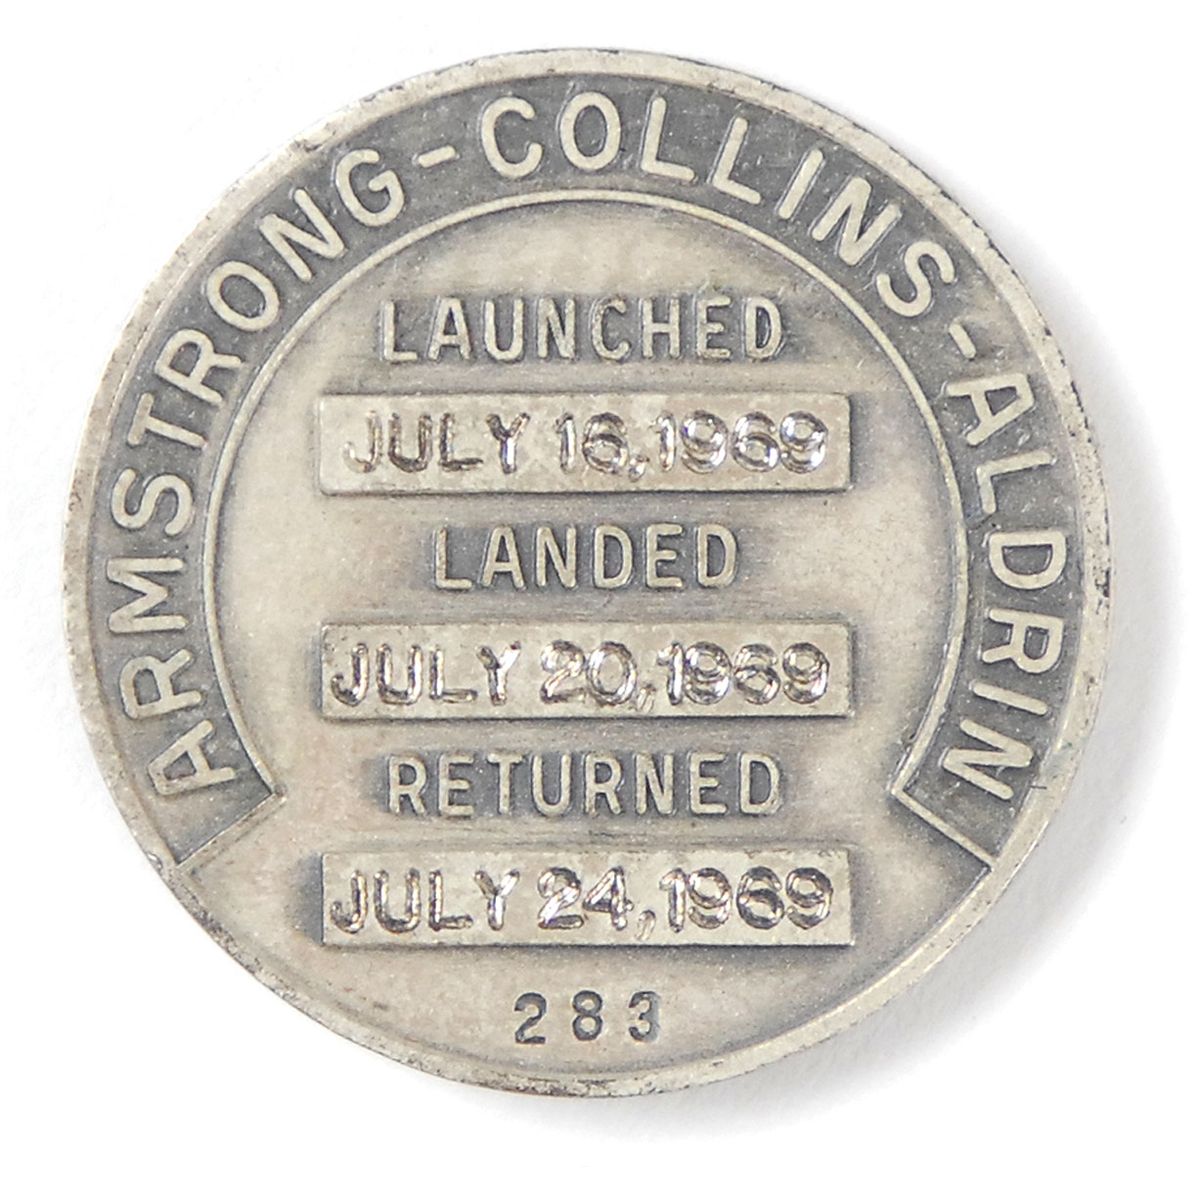 ARMSTRONG-COLLINS-ALDRIN
LAUNCHED
JULY 16,1969
LANDED
JULY 20,1969
RETURNED
JULY 24,1969
283